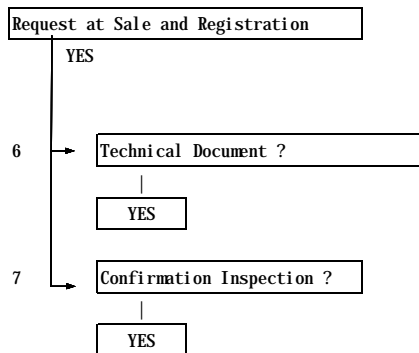 Request at Sale and Registration
YES
6 Technical Document ?
YES
7 Confirmation Inspection ?
YES